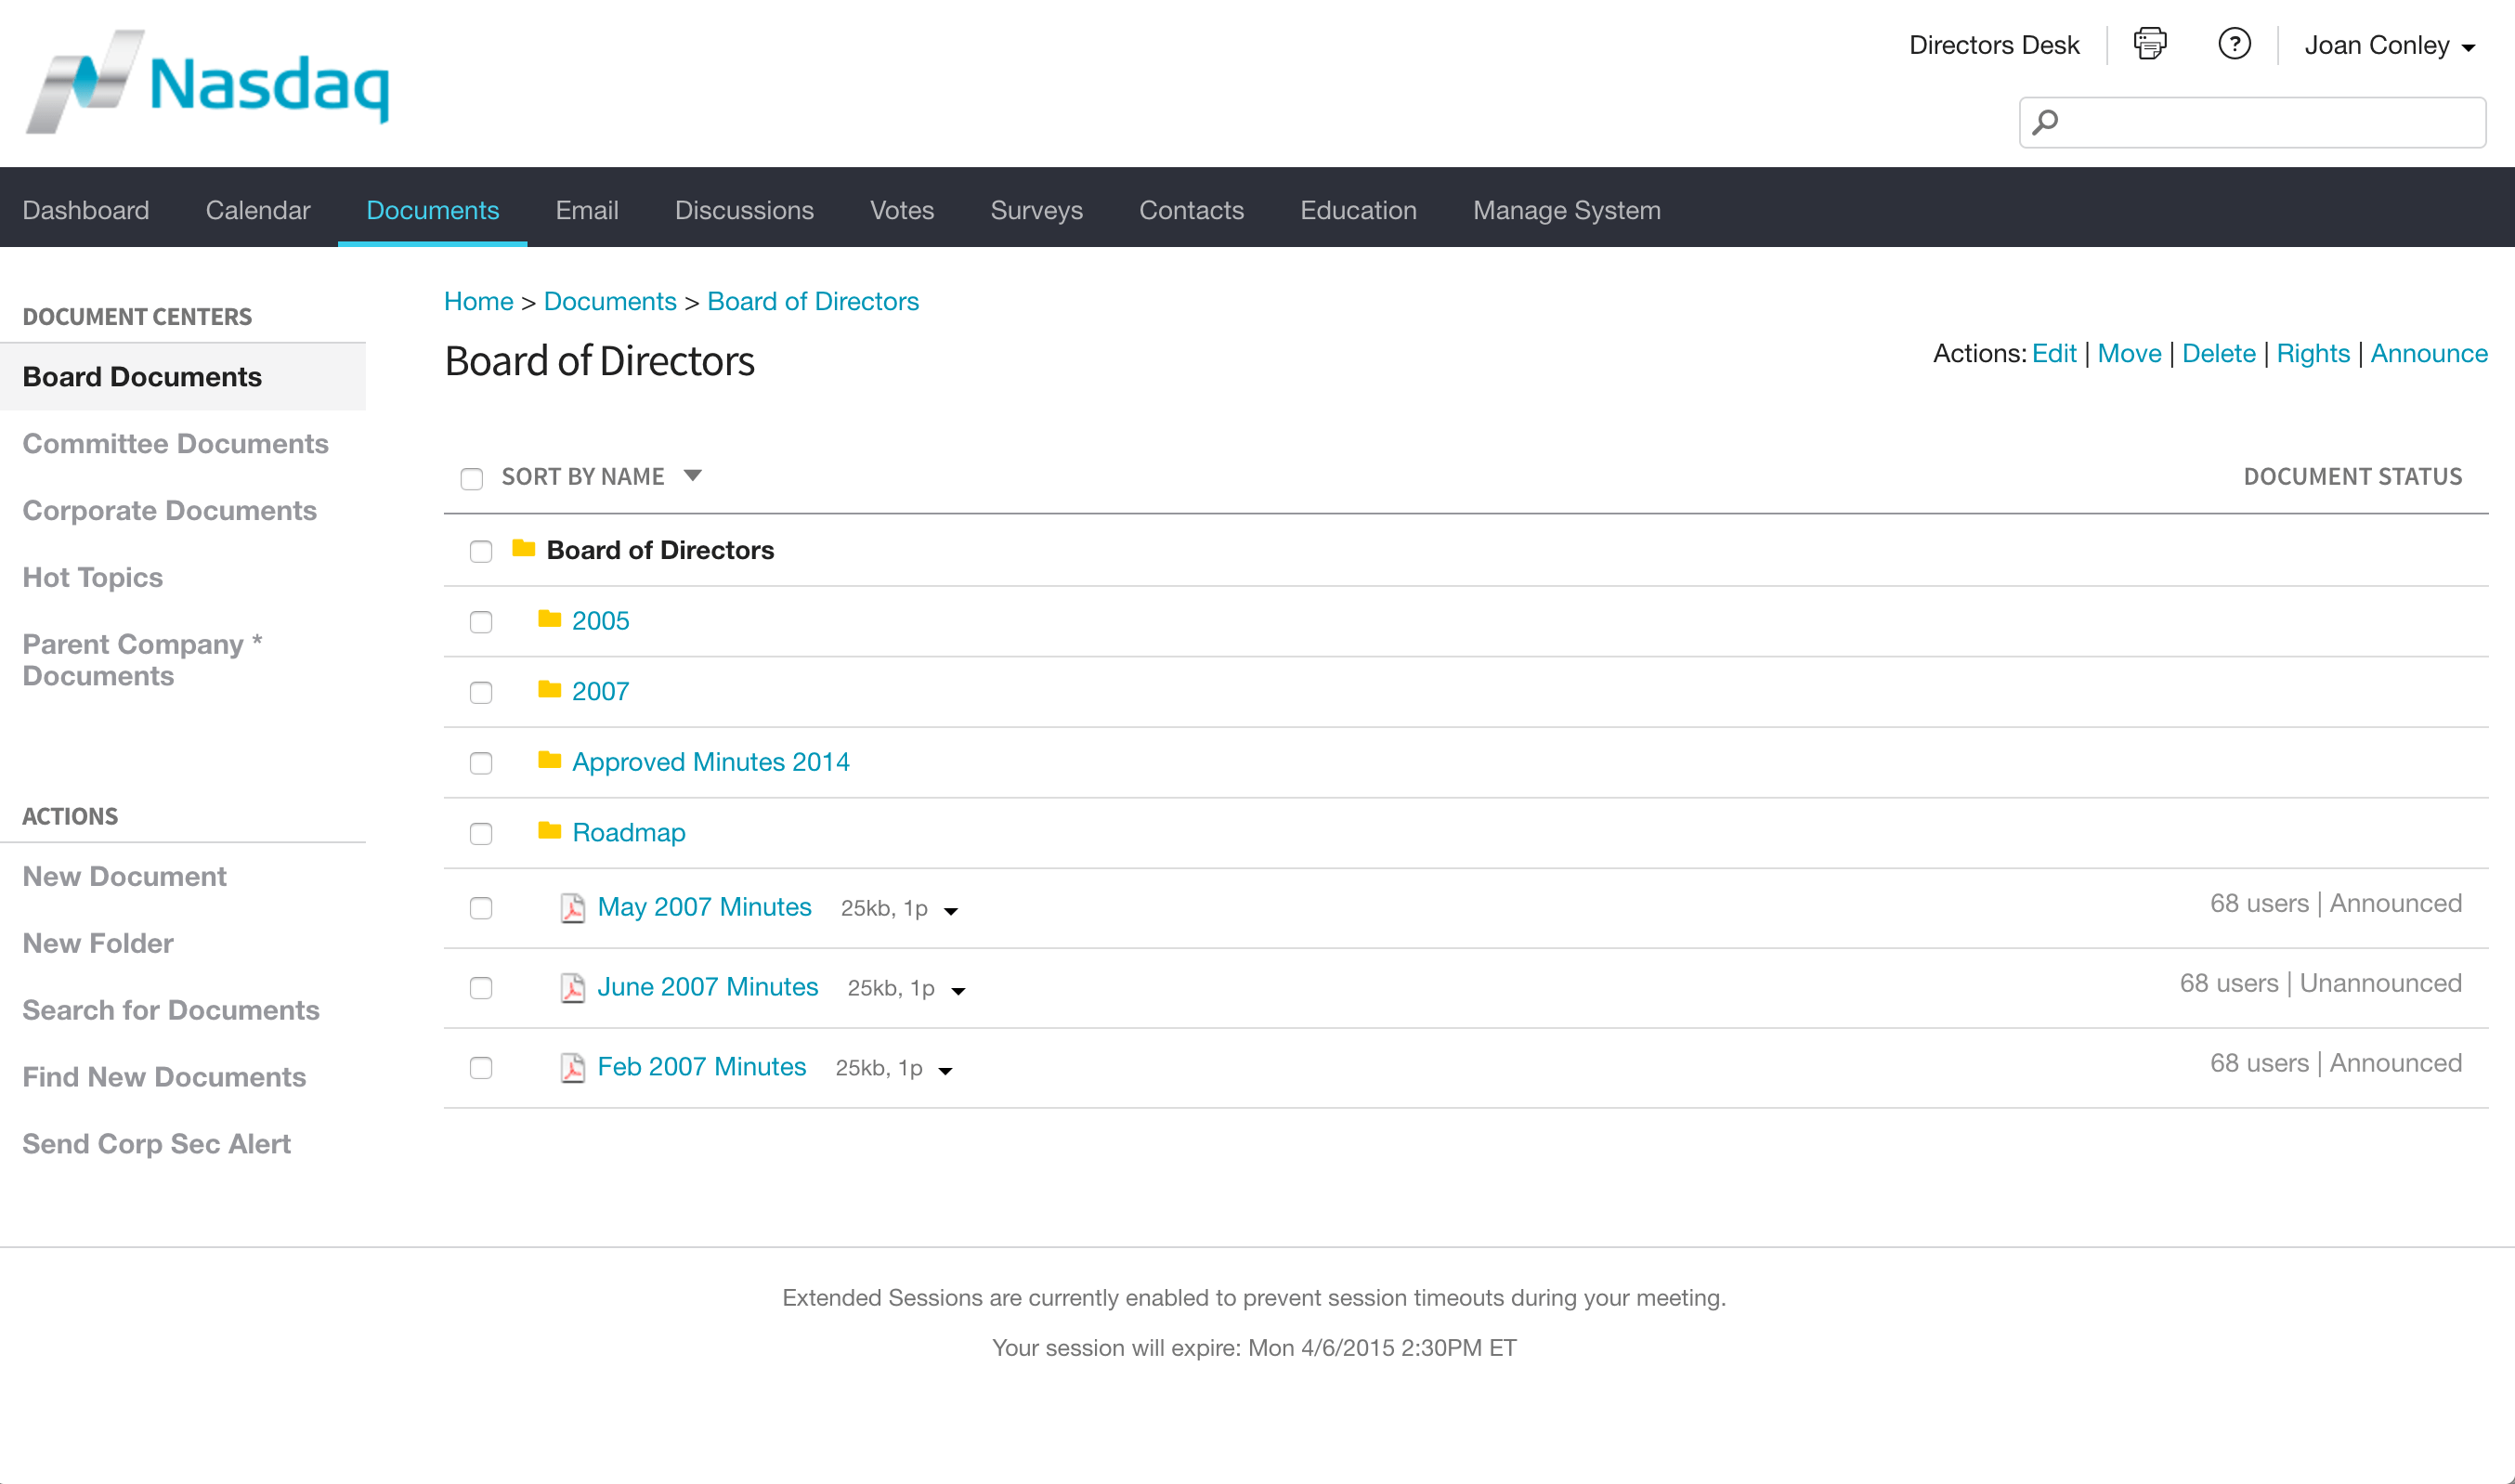 Nasdaq
Directors Desk
Joan Conley
Dashboard Calendar Documents Email Discussions Votes Surveys Contacts Education Manage System
DOCUMENT CENTERS
Board Documents
Committee Documents
Corporate Documents
Hot Topics
Parent Company *
Documents
ACTIONS
New Document
New Folder
Search for Documents
Find New Documents
Send Corp Sec Alert
Home > Documents > Board of Directors
Board of Directors
Actions: Edit | Move | Delete | Rights | Announce
SORT BY NAME DOCUMENT STATUS
Board of Directors
2005
2007
Approved Minutes 2014
Roadmap
May 2007 Minutes 25kb, 1p 68 users | Announced
June 2007 Minutes 25kb, 1p 68 users | Unannounced
Feb 2007 Minutes 25kb, 1p 68 users | Announced
Extended Sessions are currently enabled to prevent session timeouts during your meeting.
Your session will expire: Mon 4/6/2015 2:30PM ET